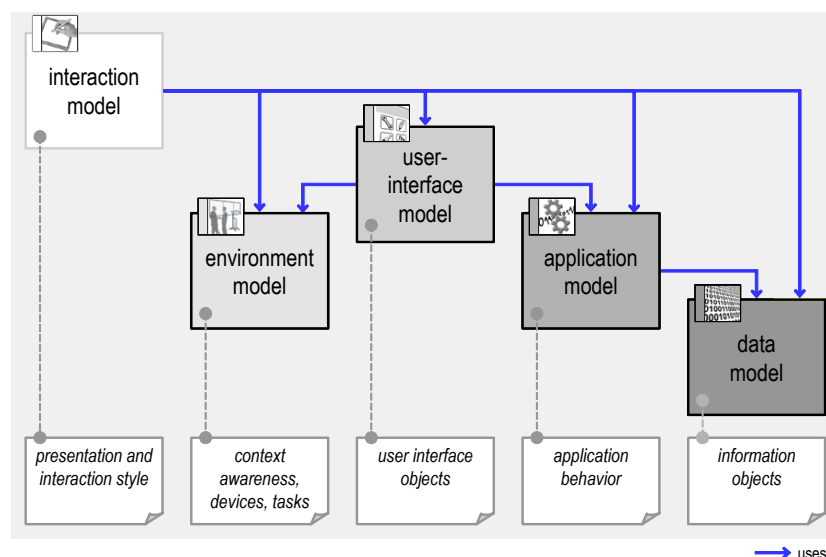 interaction
model
user-
interface
model
environment
model
application
model
data
model
presentation and
interaction style
context
awareness,
devices, tasks
user interface
objects
application
behavior
information
objects
uses